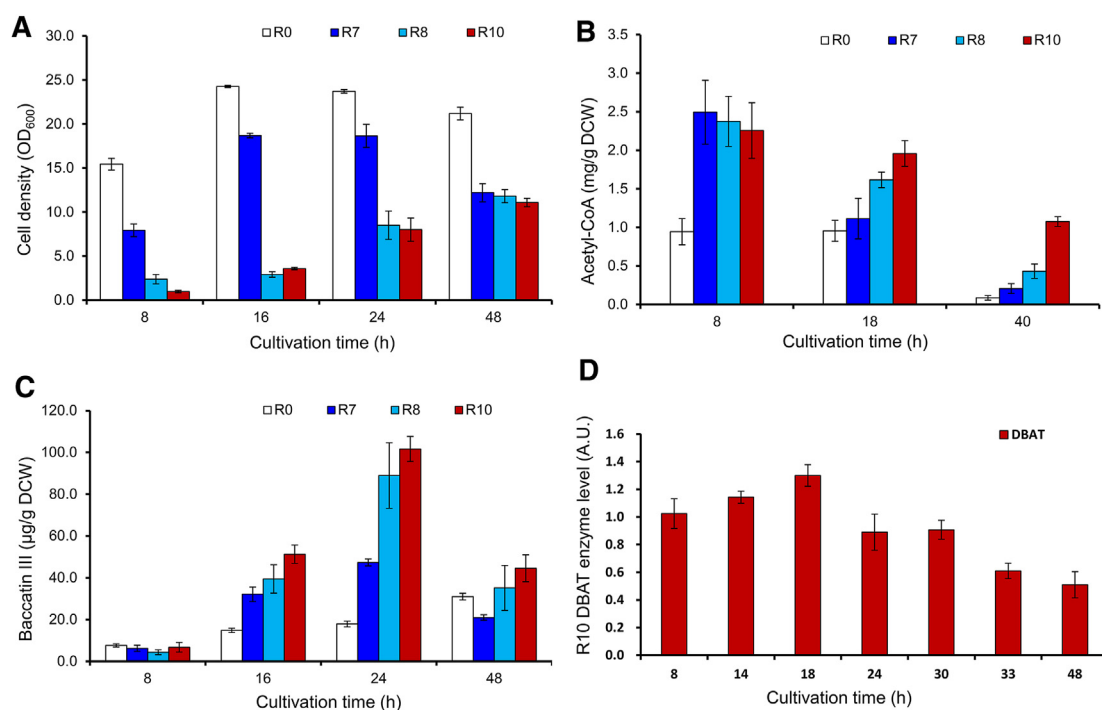 A
R0 R7 R8 R10
30.0
25.0
20.0
15.0
10.0
5.0
0.0
Cell density (OD600)
8 16 24 48
Cultivation time (h)
B
R0 R7 R8 R10
3.5
3.0
2.5
2.0
1.5
1.0
0.5
0.0
Acetyl-CoA (mg/g DCW)
8 18 40
Cultivation time (h)
C
R0 R7 R8 R10
120.0
100.0
80.0
60.0
40.0
20.0
0.0
Baccatin III (µg/g DCW)
8 16 24 48
Cultivation time (h)
D
DBAT
1.6
1.4
1.2
1.0
0.8
0.6
0.4
0.2
0.0
R10 DBAT enzyme level (A.U.)
8 14 18 24 30 33 48
Cultivation time (h)